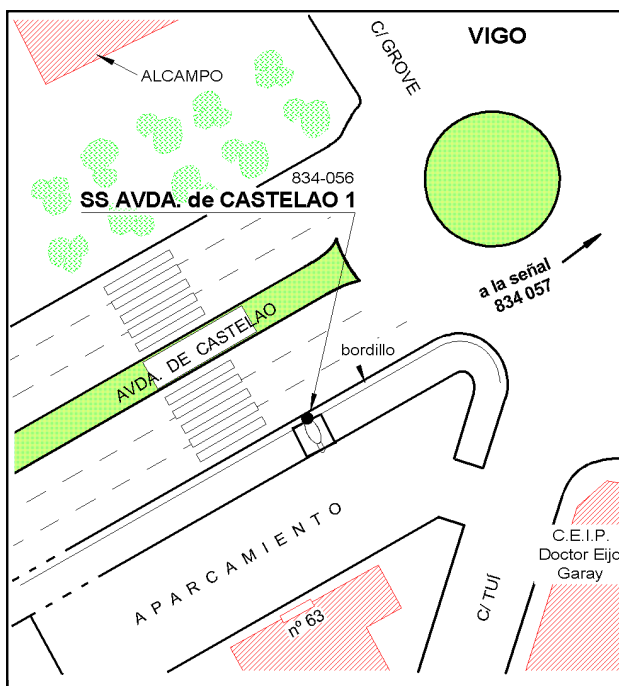 VIGO
C/ GROVE
ALCAMPO
834-056
SS AVDA. de CASTELAO 1
a la señal
834 057
AVDA. DE CASTELAO
bordillo
APARCAMIENTO
nº 63
C/ TUÍ
C.E.I.P.
Doctor Eijo
Garay